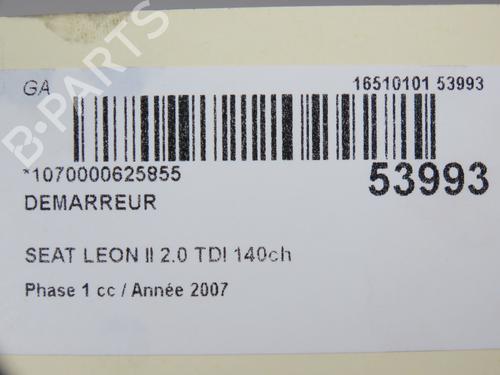 GA 16510101 53993
*1070000625855
53993
DEMARREUR
SEAT LEON II 2.0 TDI 140ch
Phase 1 cc / Année 2007
B-PARTS